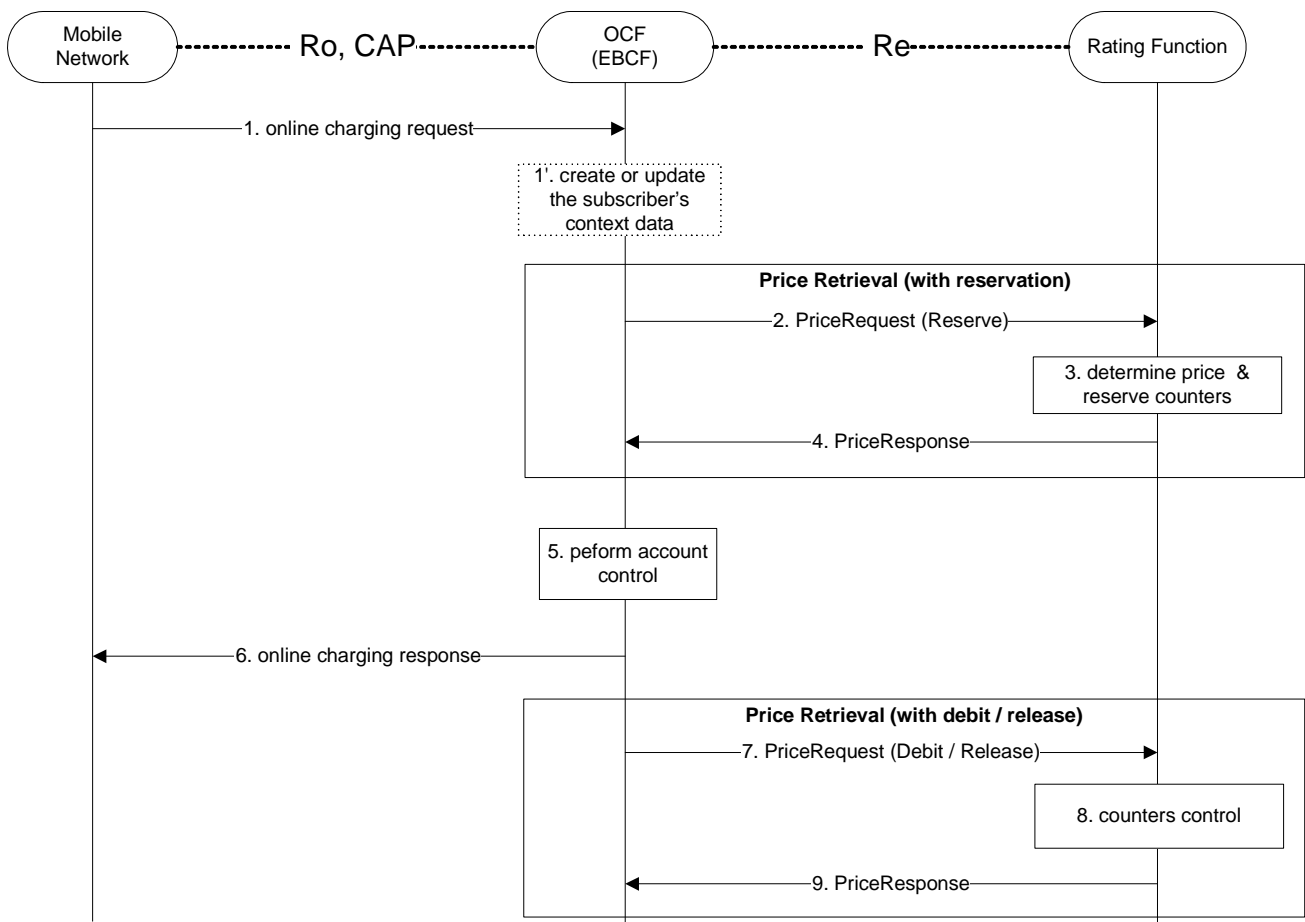 Mobile
Network
Ro, CAP
OCF
(EBCF)
Re
Rating Function
1. online charging request
1'. create or update
the subscriber's
context data
Price Retrieval (with reservation)
2. PriceRequest (Reserve)
3. determine price  &
reserve counters
4. PriceResponse
5. peform account
control
6. online charging response
Price Retrieval (with debit / release)
7. PriceRequest (Debit / Release)
8. counters control
9. PriceResponse